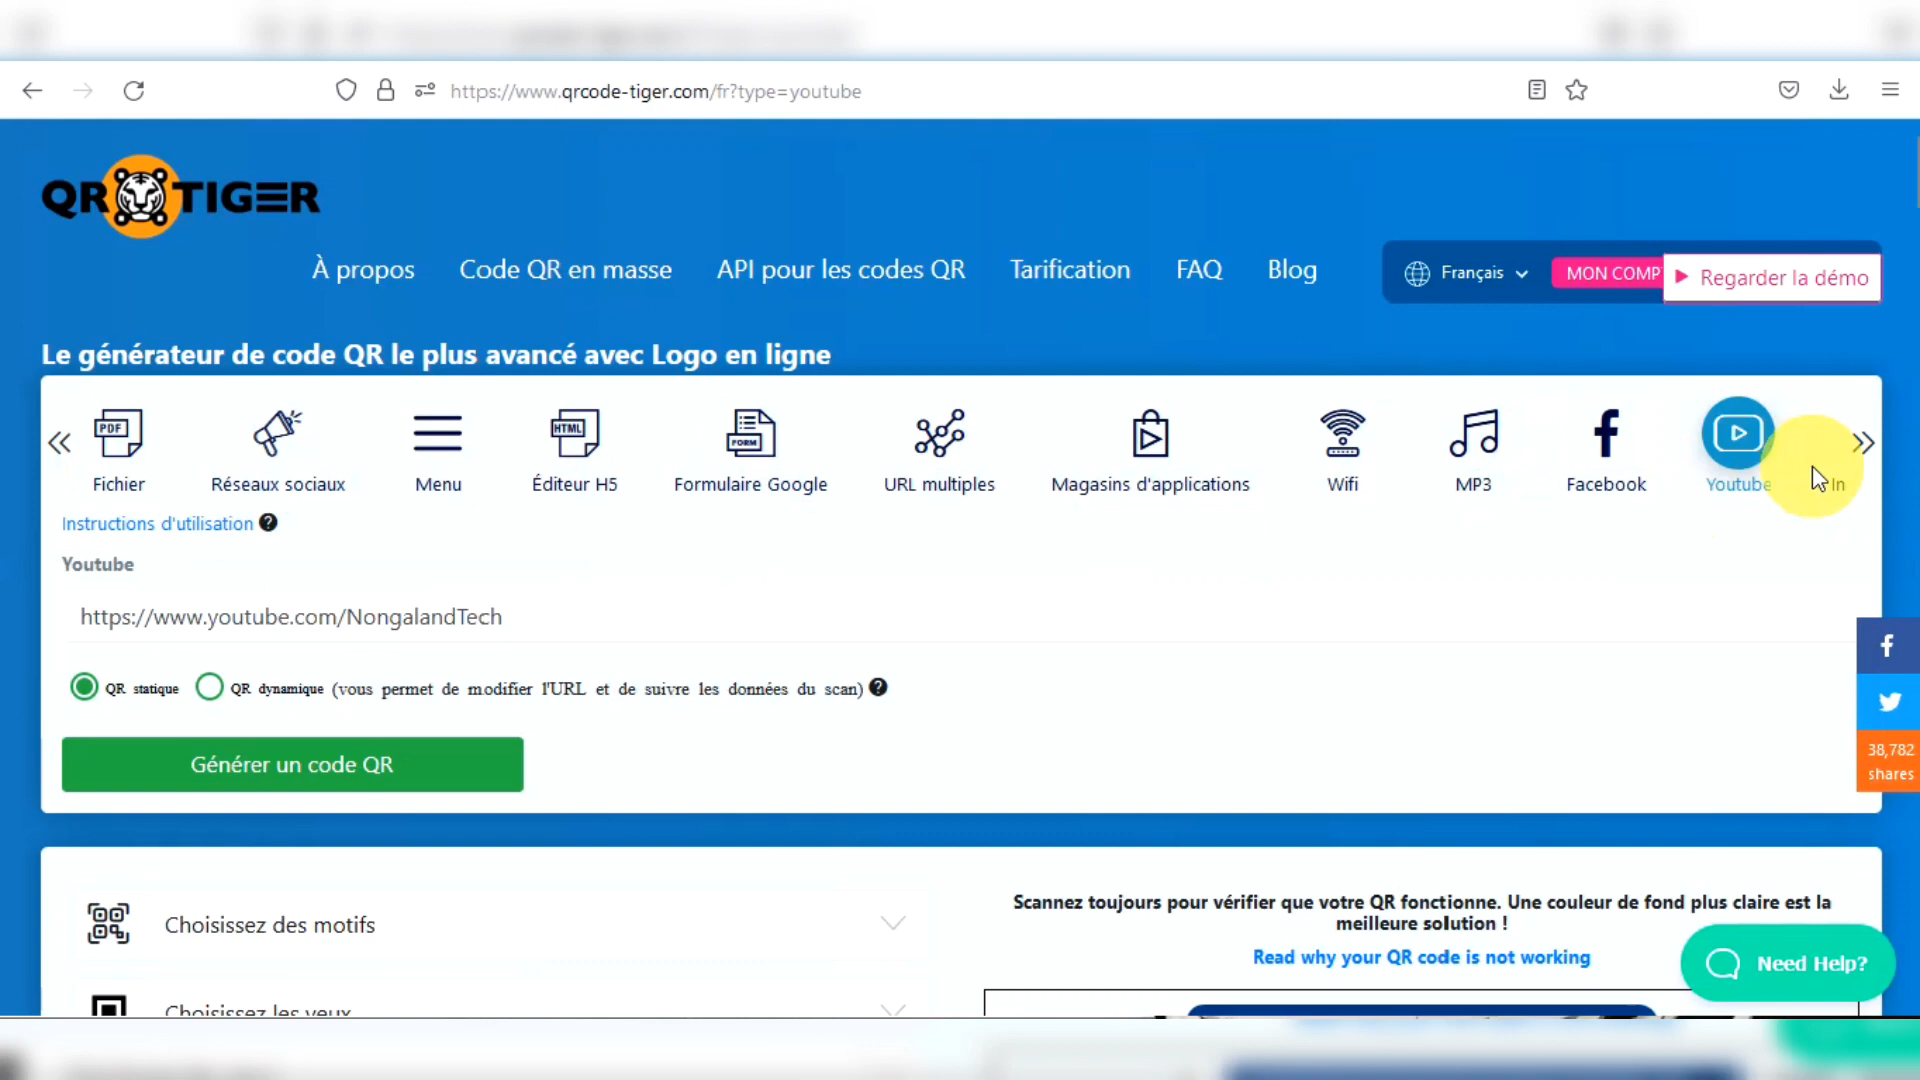 https://www.qrcode-tiger.com/fr?type=youtube
QR TIGER
À propos
Code QR en masse
API pour les codes QR
Tarification
FAQ
Blog
Français
MON COMP
Regarder la démo
Le générateur de code QR le plus avancé avec Logo en ligne
PDF
HTML
FORM
Fichier
Réseaux sociaux
Menu
Éditeur H5
Formulaire Google
URL multiples
Magasins d'applications
Wifi
MP3
Facebook
Youtube
In
Instructions d'utilisation ?
Youtube
https://www.youtube.com/NongalandTech
QR statique
QR dynamique (vous permet de modifier l'URL et de suivre les données du scan) ?
Générer un code QR
38,782
shares
Choisissez des motifs
Choisissez les yeux
Scannez toujours pour vérifier que votre QR fonctionne. Une couleur de fond plus claire est la
meilleure solution !
Read why your QR code is not working
Need Help?